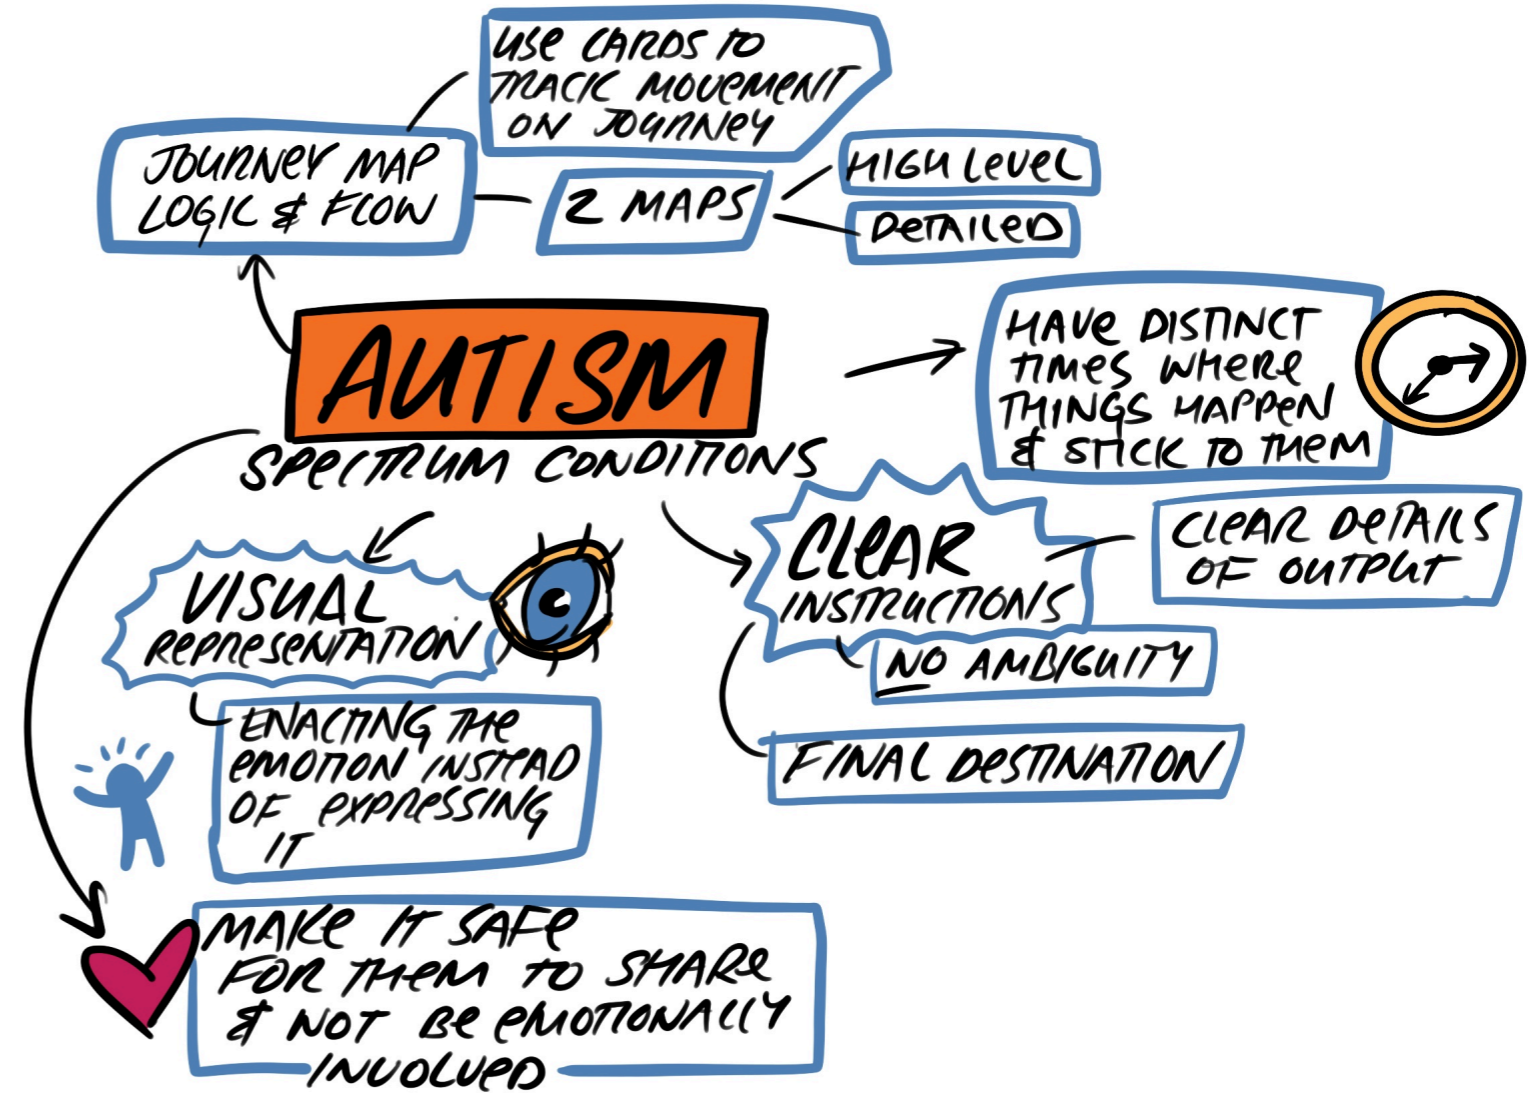 USE CARDS TO
TRACK MOVEMENT
ON JOURNEY
JOURNEY MAP
LOGIC & FLOW
2 MAPS
HIGH LEVEL
DETAILED
AUTISM
SPECTRUM CONDITIONS
HAVE DISTINCT
TIMES WHERE
THINGS HAPPEN
& STICK TO THEM
CLEAR
INSTRUCTIONS
CLEAR DETAILS
OF OUTPUT
NO AMBIGUITY
FINAL DESTINATION
VISUAL
REPRESENTATION
ENACTING THE
EMOTION INSTEAD
OF EXPRESSING
IT
MAKE IT SAFE
FOR THEM TO SHARE
& NOT BE EMOTIONALLY
INVOLVED